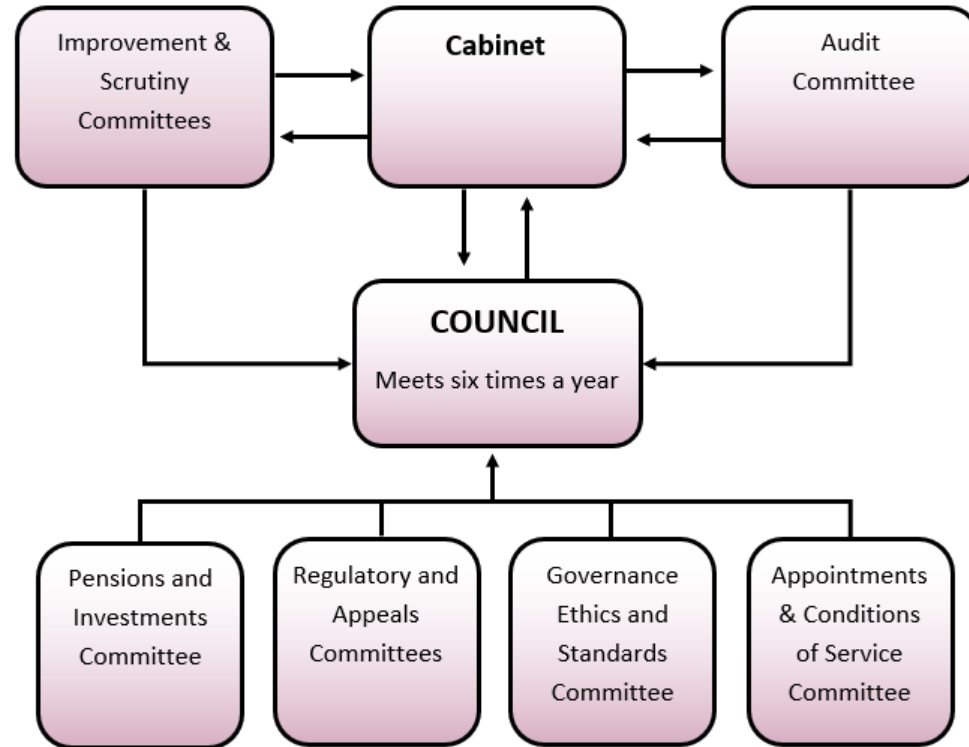 Improvement &
Scrutiny
Committees
Cabinet
Audit
Committee
COUNCIL
Meets six times a year
Pensions and
Investments
Committee
Regulatory and
Appeals
Committees
Governance
Ethics and
Standards
Committee
Appointments
& Conditions
of Service
Committee